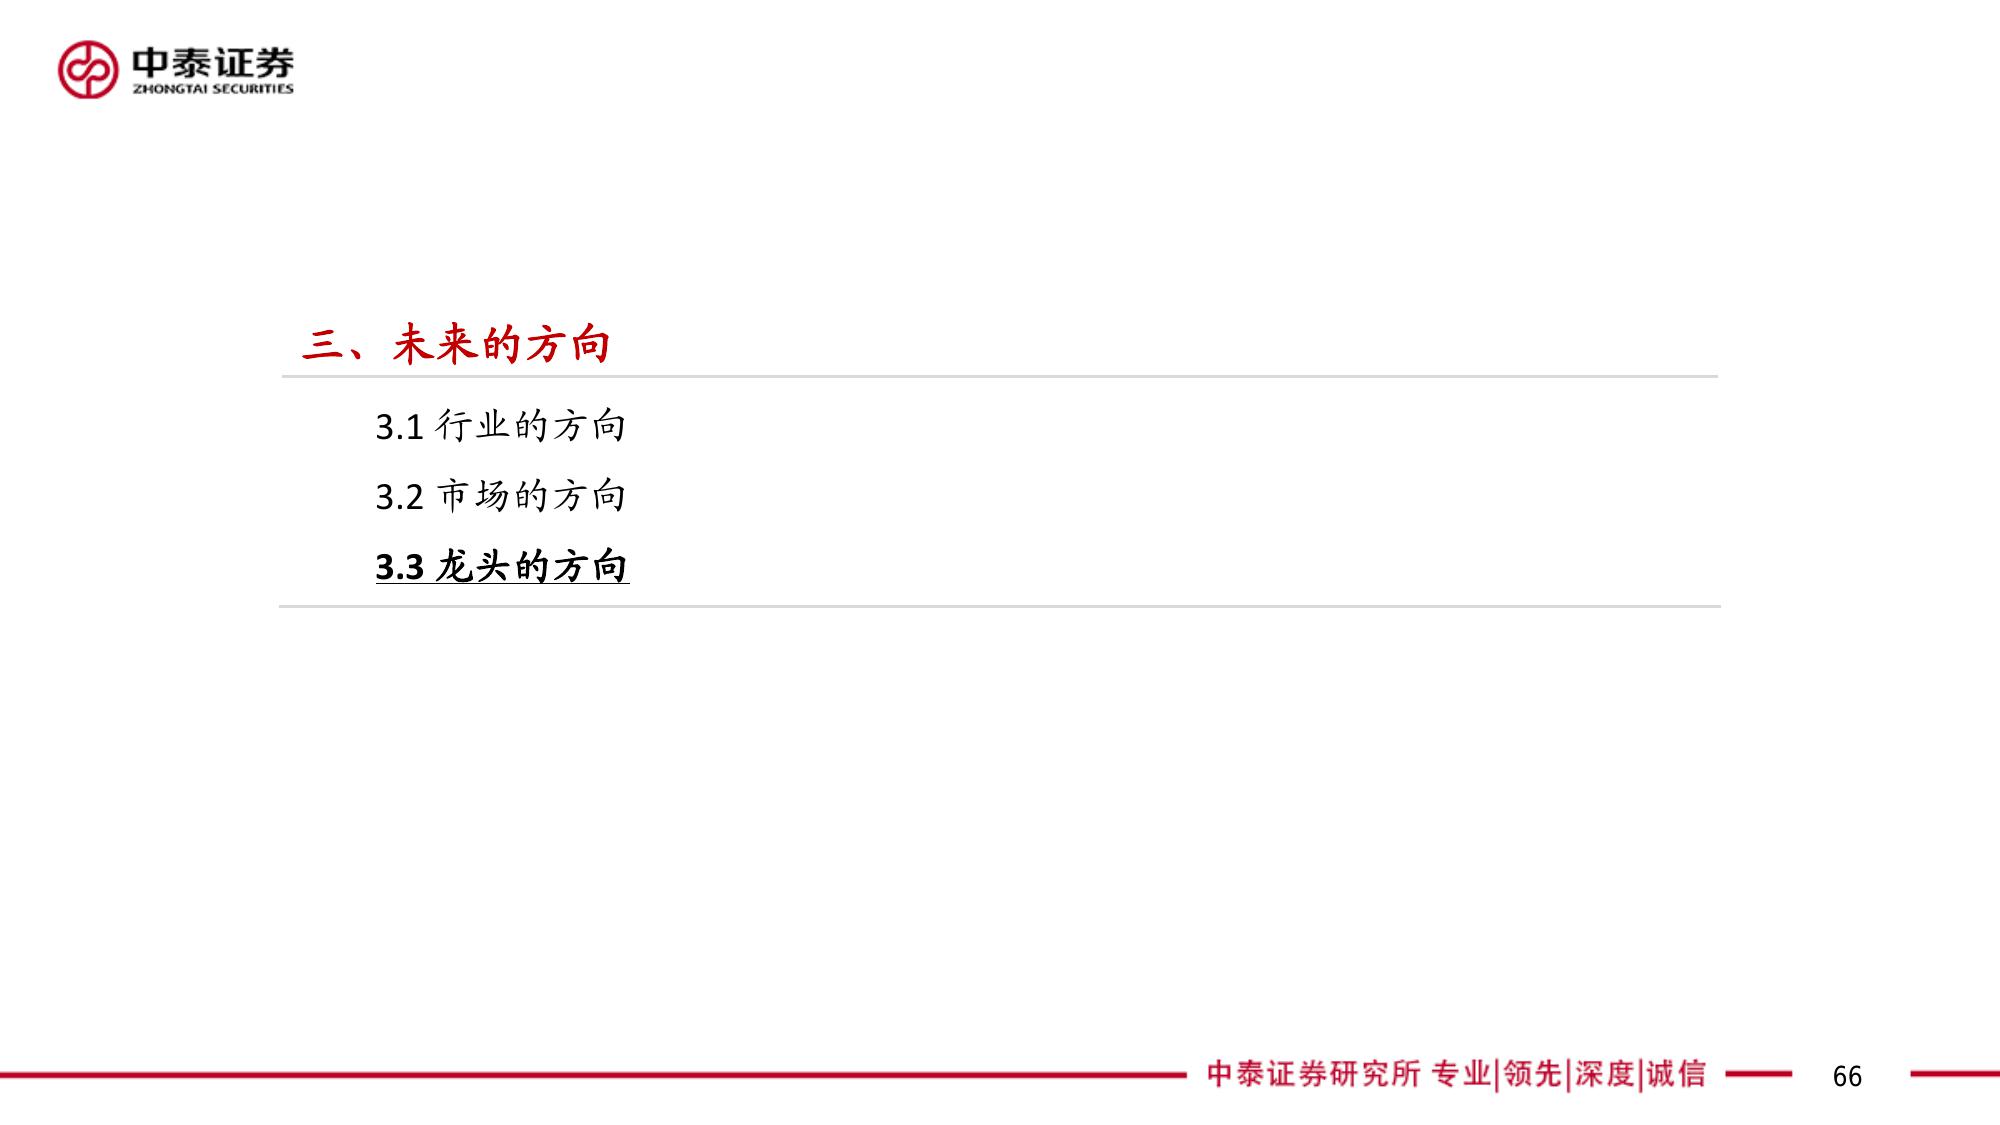 中泰证券
ZHONGTAI SECURITIES
三、未来的方向
3.1 行业的方向
3.2 市场的方向
3.3 龙头的方向
中泰证券研究所 专业|领先|深度|诚信
66